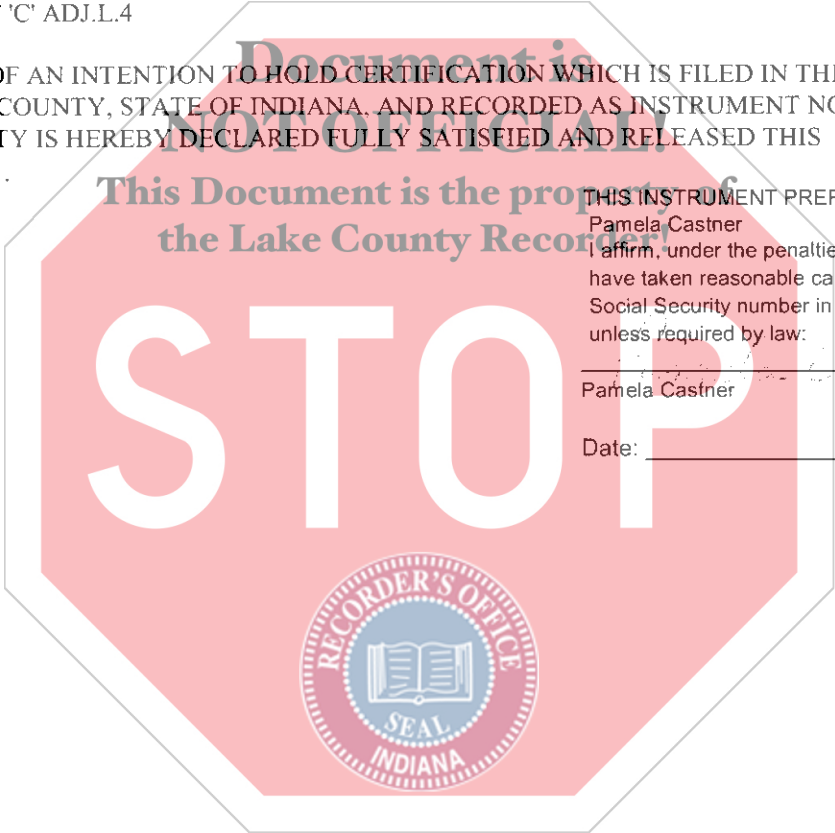 'C' ADJ.L.4
OF AN INTENTION TO HOLD CERTIFICATION WHICH IS FILED IN THE
COUNTY, STATE OF INDIANA, AND RECORDED AS INSTRUMENT NO
TY IS HEREBY DECLARED FULLY SATISFIED AND RELEASED THIS
Document is
NOT OFFICIAL!
This Document is the property of
the Lake County Recorder!
THIS INSTRUMENT PREP
Pamela Castner
I affirm, under the penaltie
have taken reasonable ca
Social Security number in
unless required by law:
Pamela Castner
Date:
STOP
RECORDER'S OFFICE
SEAL
INDIANA